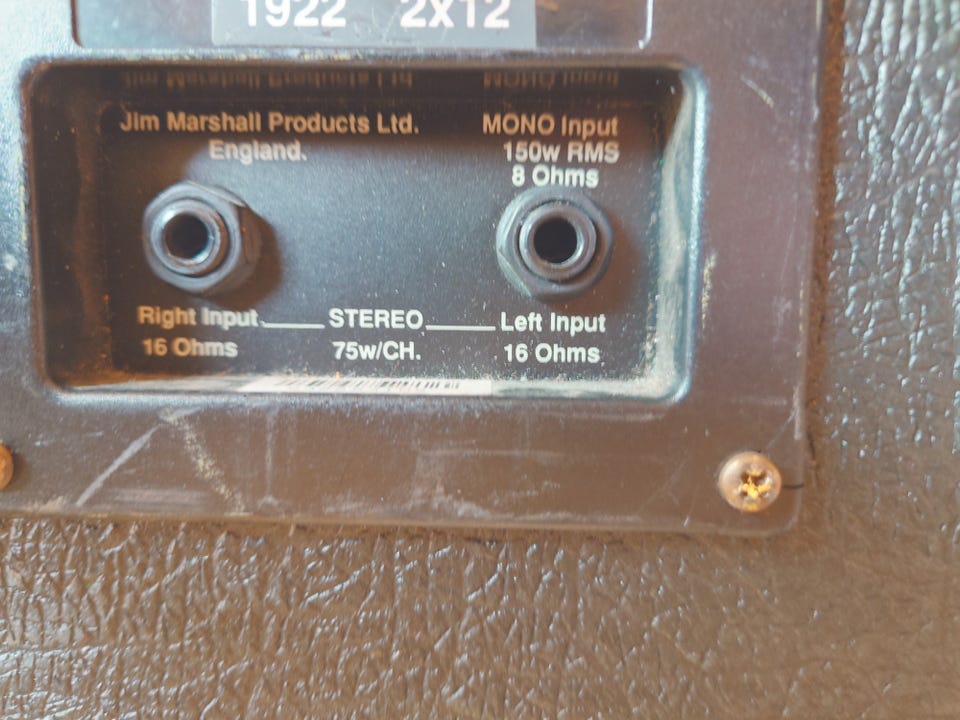 1922 2x12
Jim Marshall Products Ltd.
England.
MONO Input
150w RMS
8 Ohms
Right Input STEREO Left Input
16 Ohms 75w/CH. 16 Ohms